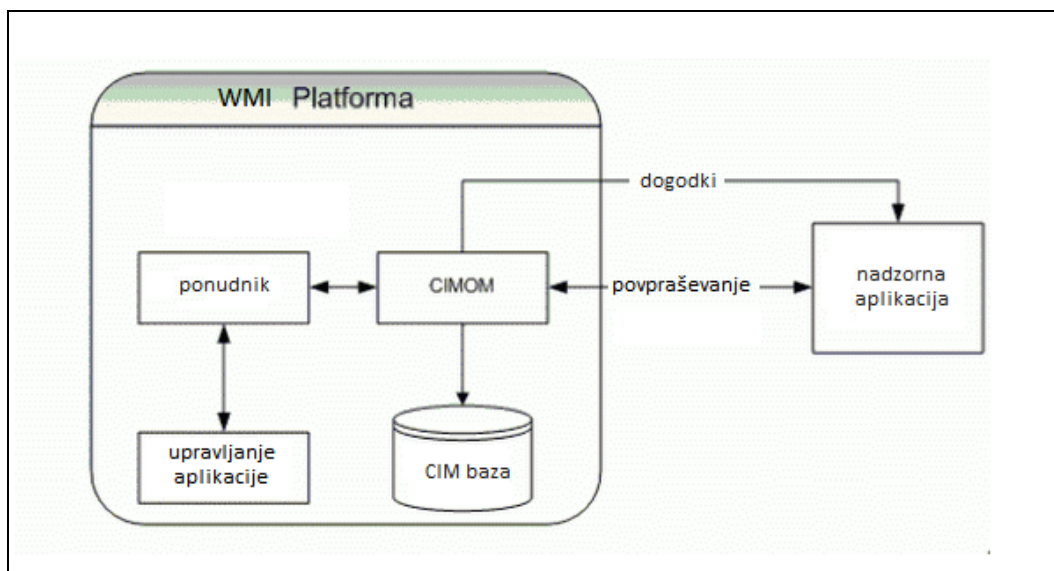 WMI Platforma
dogodki
ponudnik
CIMOM
povpraševanje
nadzorna
aplikacija
upravljanje
aplikacije
CIM baza